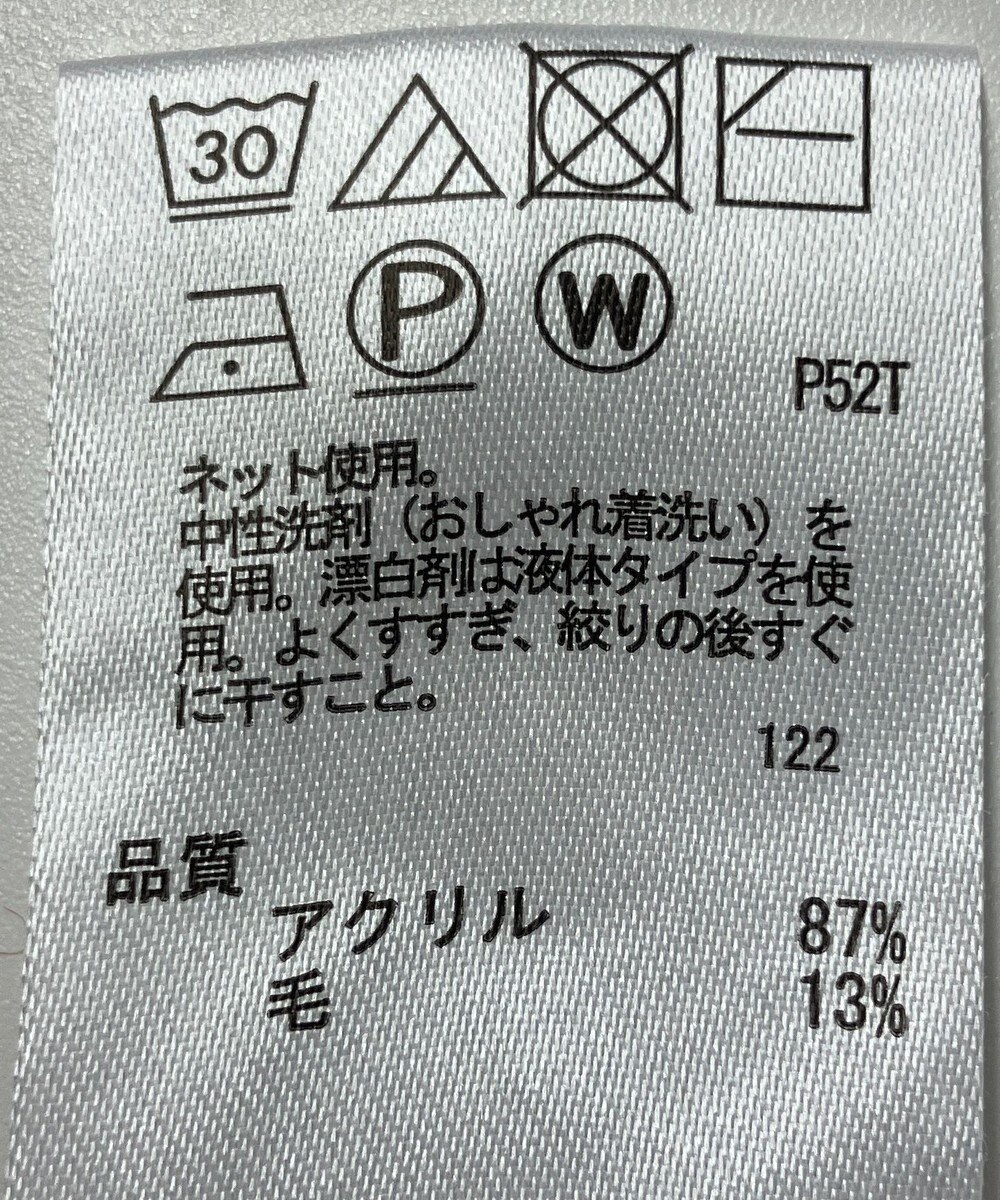 30
P W
P52T
ネット使用。
中性洗剤（おしゃれ着洗い）を
使用。漂白剤は液体タイプを使
用。よくすすぎ、絞りの後すぐ
に干すこと。
122
品質
アクリル 87%
毛 13%